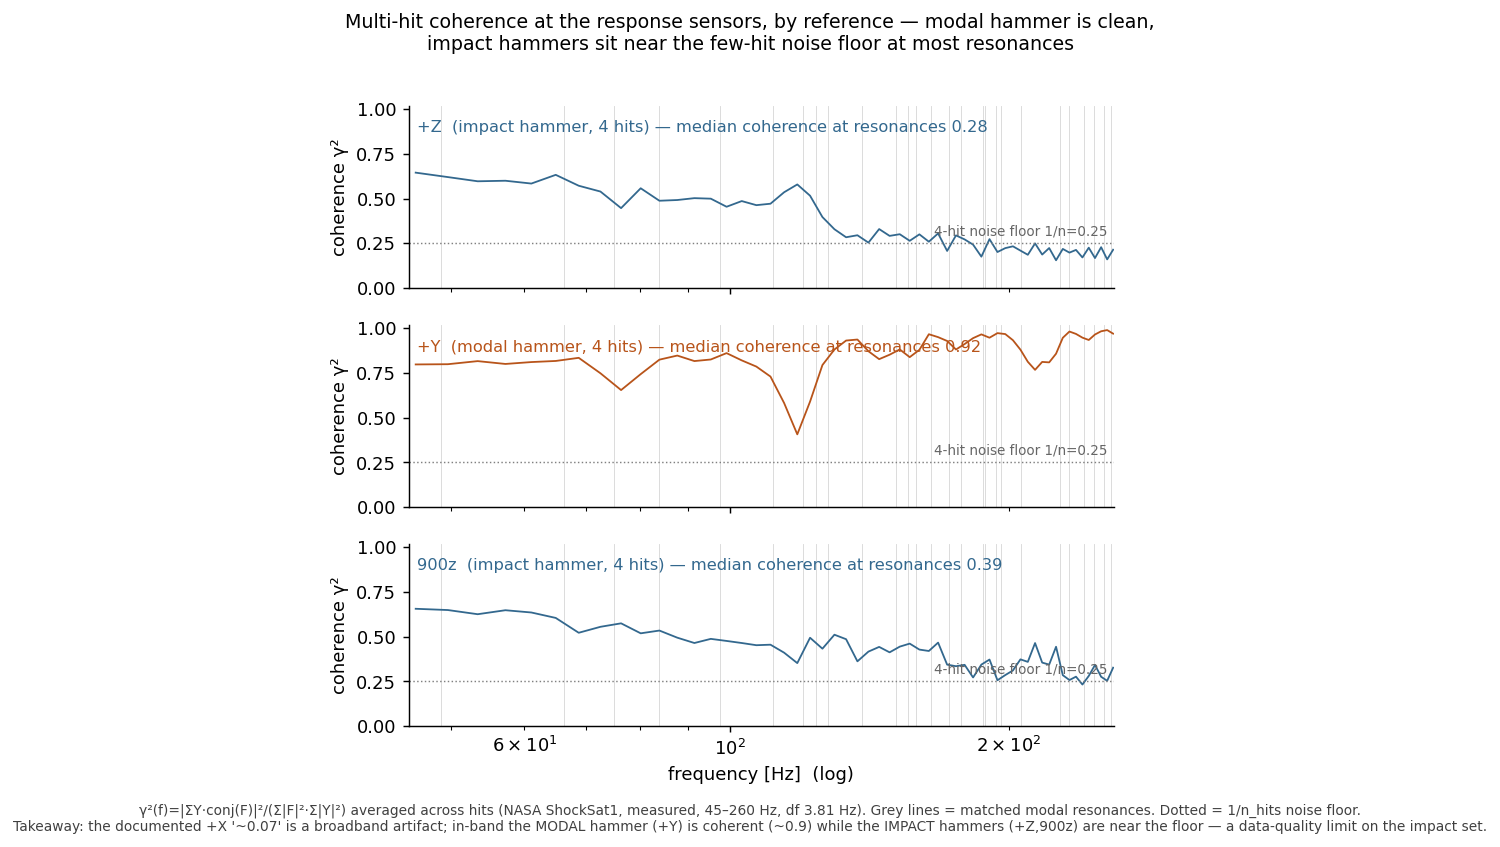 Multi-hit coherence at the response sensors, by reference — modal hammer is clean,
impact hammers sit near the few-hit noise floor at most resonances
1.00
+Z  (impact hammer, 4 hits) — median coherence at resonances 0.28
0.75
coherence γ²
0.50
0.25
4-hit noise floor 1/n=0.25
0.00
1.00
+Y  (modal hammer, 4 hits) — median coherence at resonances 0.92
0.75
coherence γ²
0.50
4-hit noise floor 1/n=0.25
0.25
0.00
1.00
900z  (impact hammer, 4 hits) — median coherence at resonances 0.39
0.75
coherence γ²
0.50
4-hit noise floor 1/n=0.25
0.25
0.00
6 × 10¹ 10² 2 × 10²
frequency [Hz]  (log)
γ²(f)=|ΣY·conj(F)|²/(Σ|F|²·Σ|Y|²) averaged across hits (NASA ShockSat1, measured, 45–260 Hz, df 3.81 Hz). Grey lines = matched modal resonances. Dotted = 1/n_hits noise floor.
Takeaway: the documented +X '~0.07' is a broadband artifact; in-band the MODAL hammer (+Y) is coherent (~0.9) while the IMPACT hammers (+Z,900z) are near the floor — a data-quality limit on the impact set.